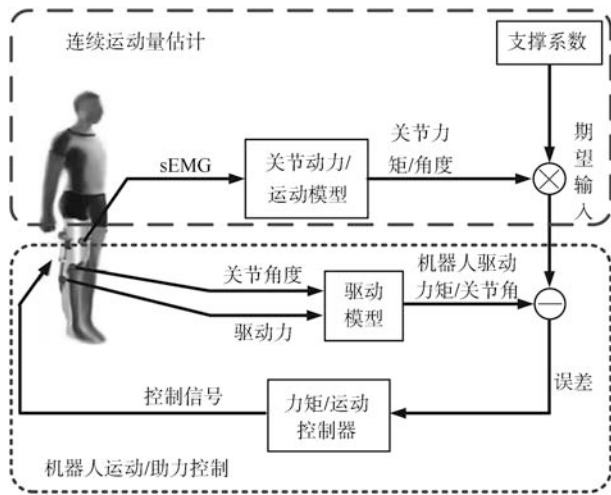 连续运动量估计
支撑系数
sEMG
关节动力/
运动模型
关节力
矩/角度
期望输入
关节角度
驱动力
驱动
模型
机器人驱动
力矩/关节角
误差
控制信号
力矩/运动
控制器
机器人运动/助力控制